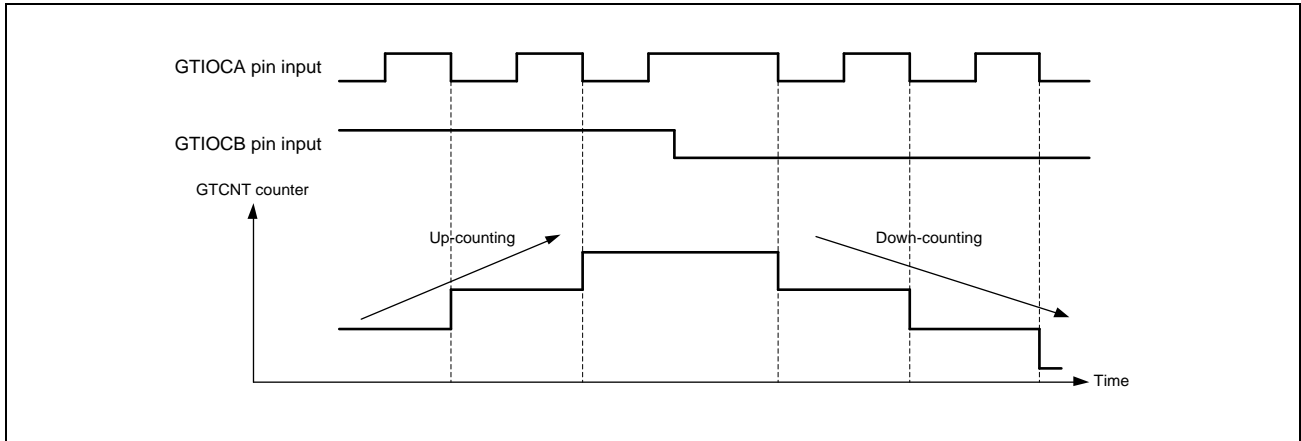 GTIOCA pin input
GTIOCB pin input
GTCNT counter
Up-counting
Down-counting
Time